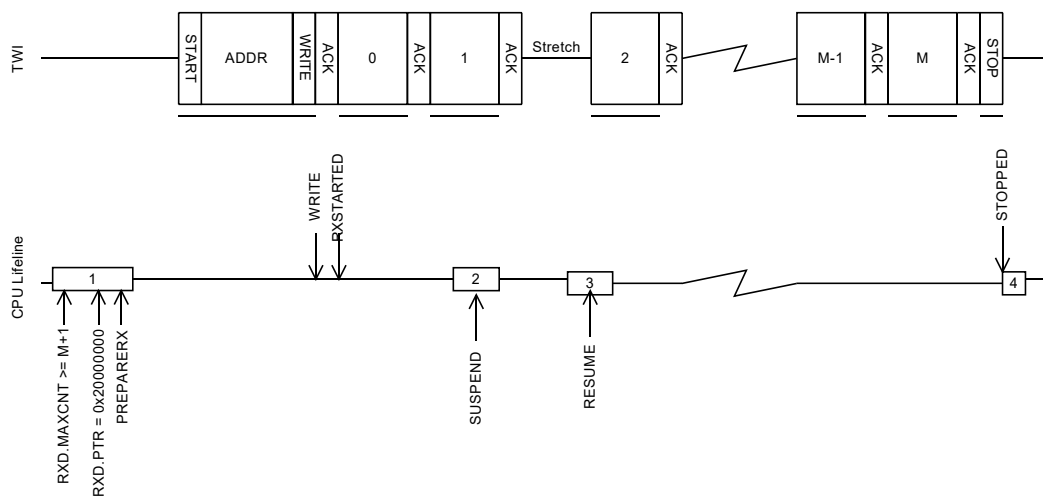 TWI
START
ADDR
WRITE
ACK
0
ACK
1
ACK
Stretch
2
ACK
M-1
ACK
M
ACK
STOP
CPU Lifeline
WRITE
RXSTARTED
STOPPED
1
2
3
4
RXD.MAXCNT >= M+1
RXD.PTR = 0x20000000
PREPARERX
SUSPEND
RESUME